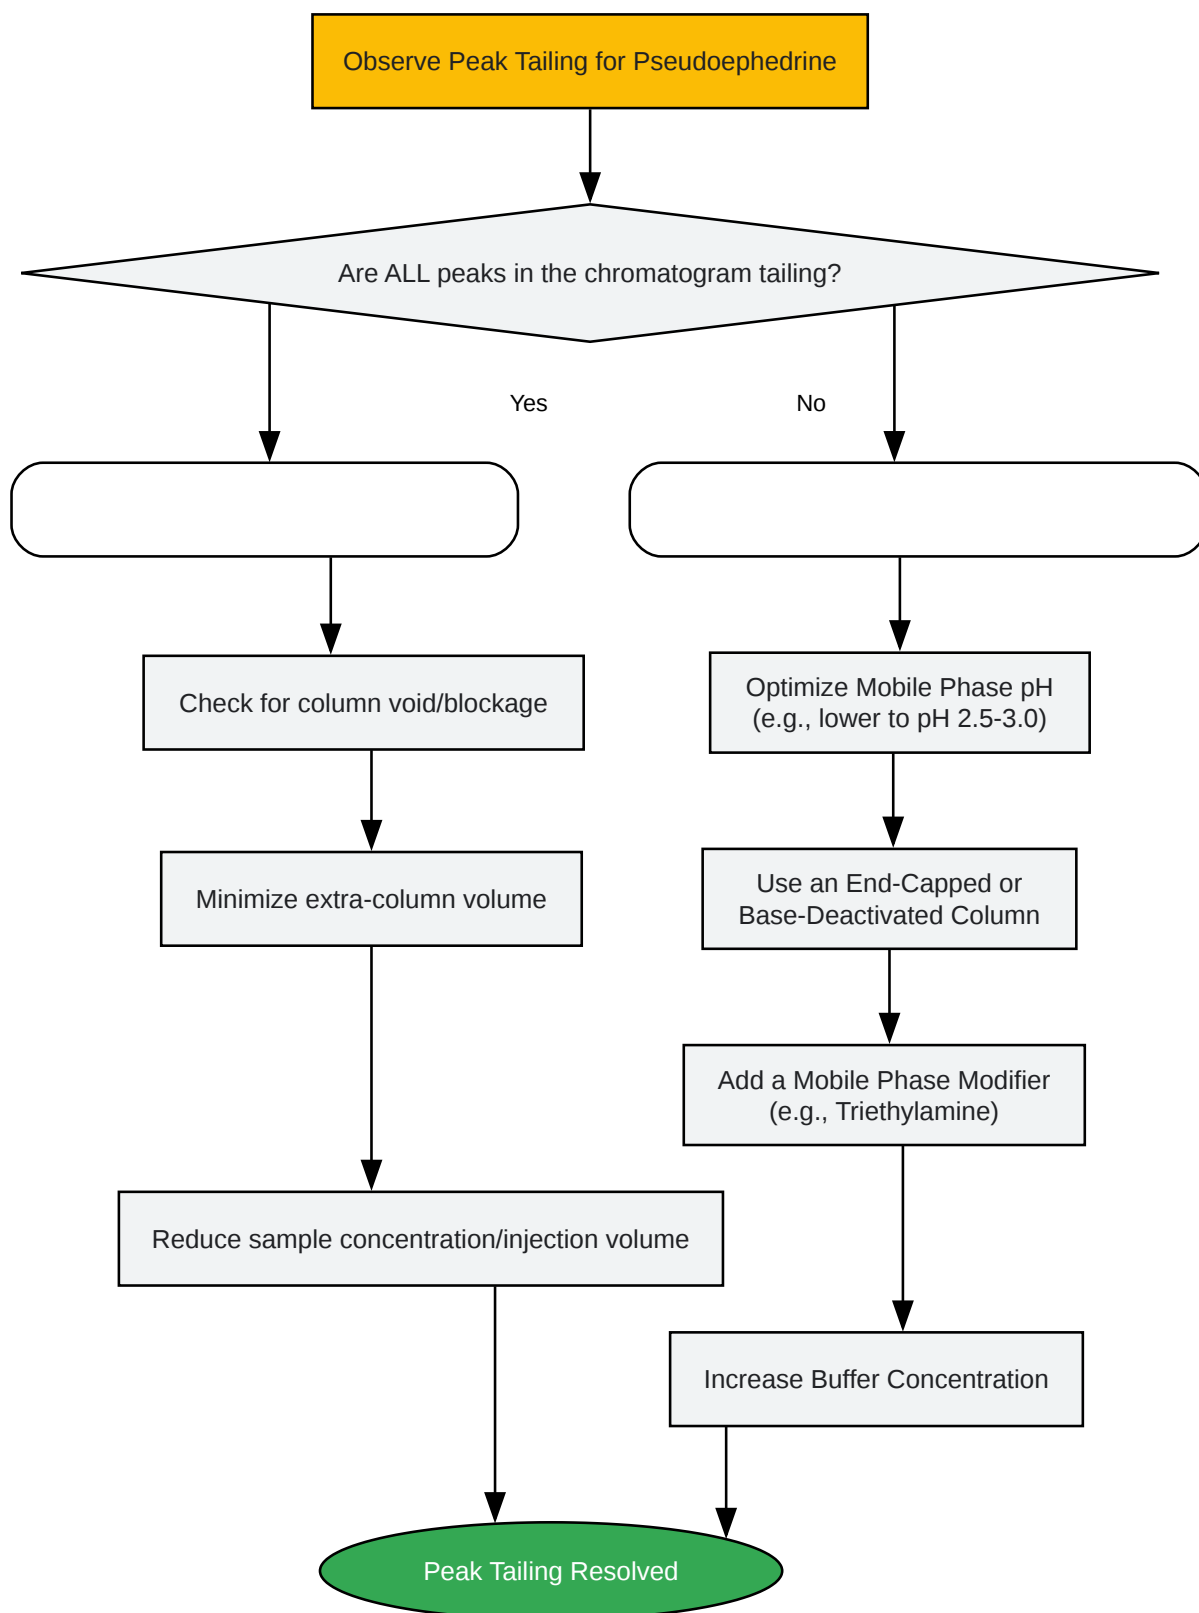 Observe Peak Tailing for Pseudoephedrine
Are ALL peaks in the chromatogram tailing?
Yes
No
Check for column void/blockage
Optimize Mobile Phase pH
(e.g., lower to pH 2.5-3.0)
Minimize extra-column volume
Use an End-Capped or
Base-Deactivated Column
Add a Mobile Phase Modifier
(e.g., Triethylamine)
Reduce sample concentration/injection volume
Increase Buffer Concentration
Peak Tailing Resolved